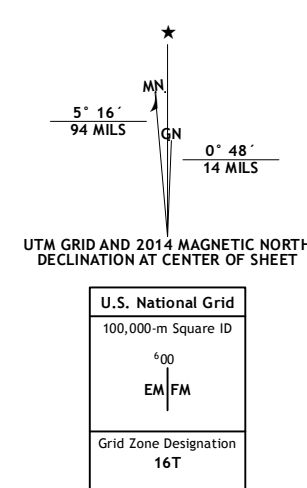 ★
MN
5° 16´
94 MILS
GN
0° 48´
14 MILS
UTM GRID AND 2014 MAGNETIC NORTH
DECLINATION AT CENTER OF SHEET
U.S. National Grid
100,000-m Square ID
⁶00
EM FM
Grid Zone Designation
16T